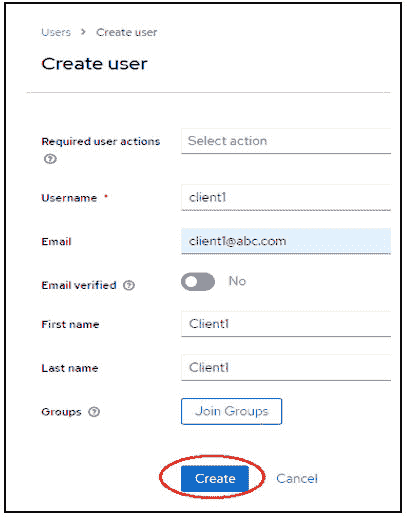 Users > Create user
Create user
Required user actions
Select action
Username *
client1
Email
client1@abc.com
Email verified
No
First name
Client1
Last name
Client1
Groups
Join Groups
Create
Cancel